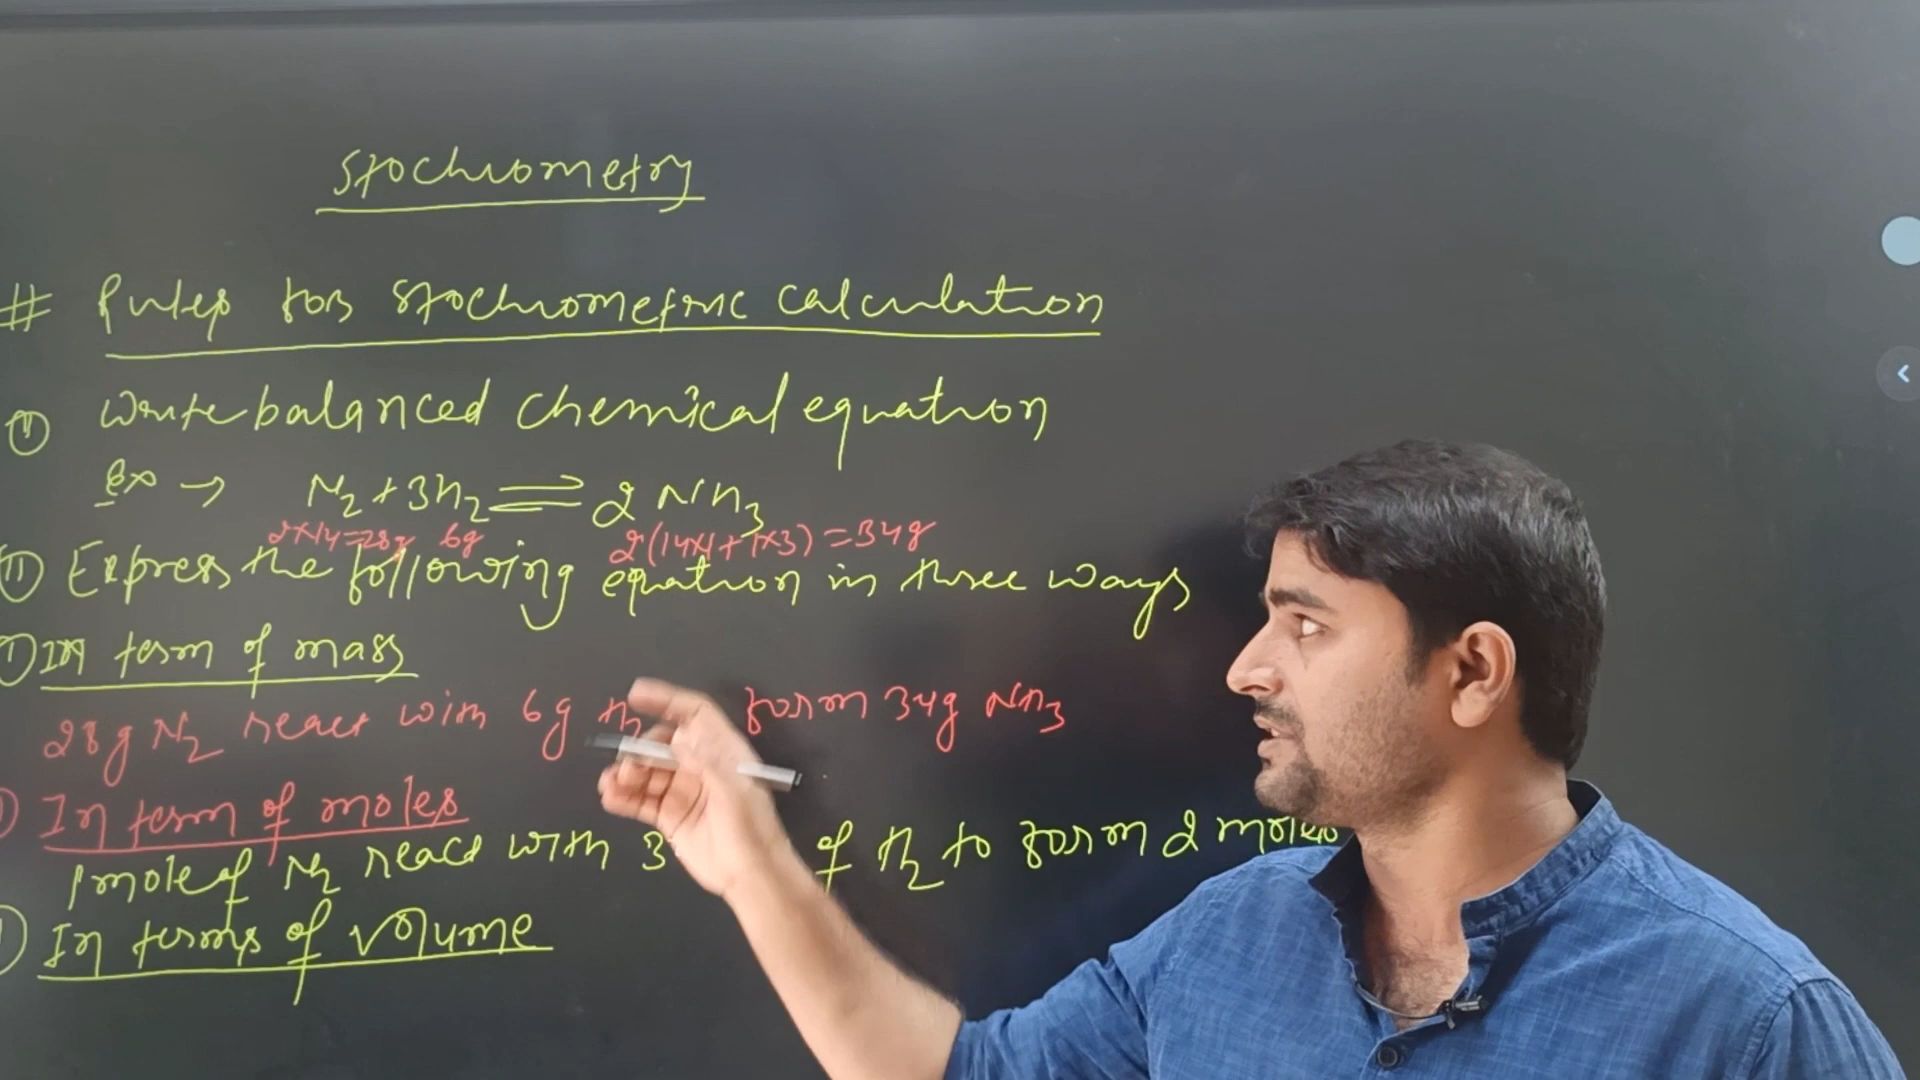 Stochiometry
# Rules for Stochiometric calculation
(I) Write balanced chemical equation
Ex → N2 + 3H2 ⇌ 2NH3
2×14=28g 6g 2(14×1+1×3)=34g
(II) Express the following equation in three ways
(I) In term of mass
28g N2 react with 6g H2 form 34g NH3
In term of moles
1 mole of N2 react with 3 of H2 to form 2 moles
In terms of volume